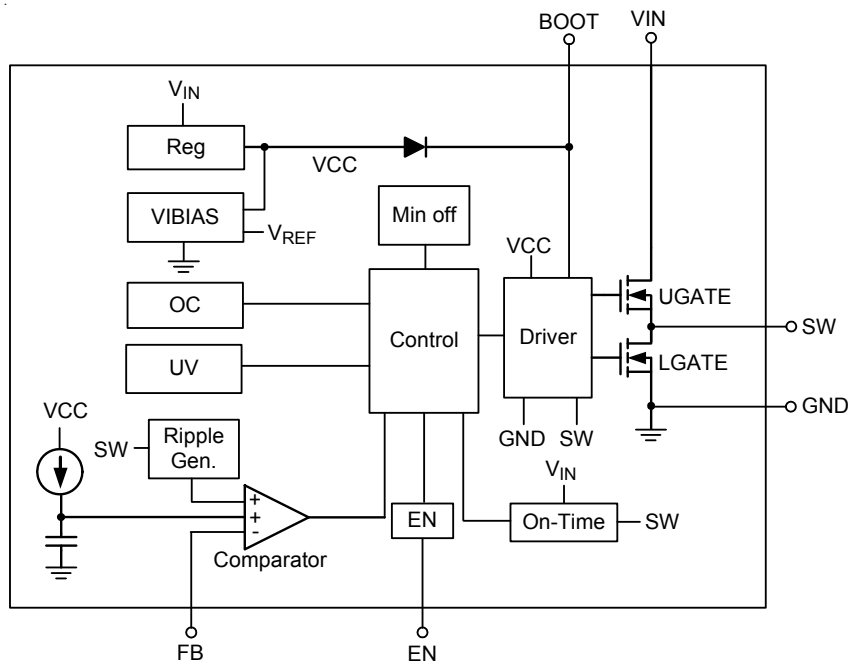 BOOT
VIN
VIN
Reg
VCC
VIBIAS
VREF
Min off
VCC
OC
Control
Driver
UGATE
SW
UV
LGATE
VCC
GND
SW
Ripple
Gen.
GND
SW
VIN
+
+
-
EN
On-Time
SW
Comparator
FB
EN